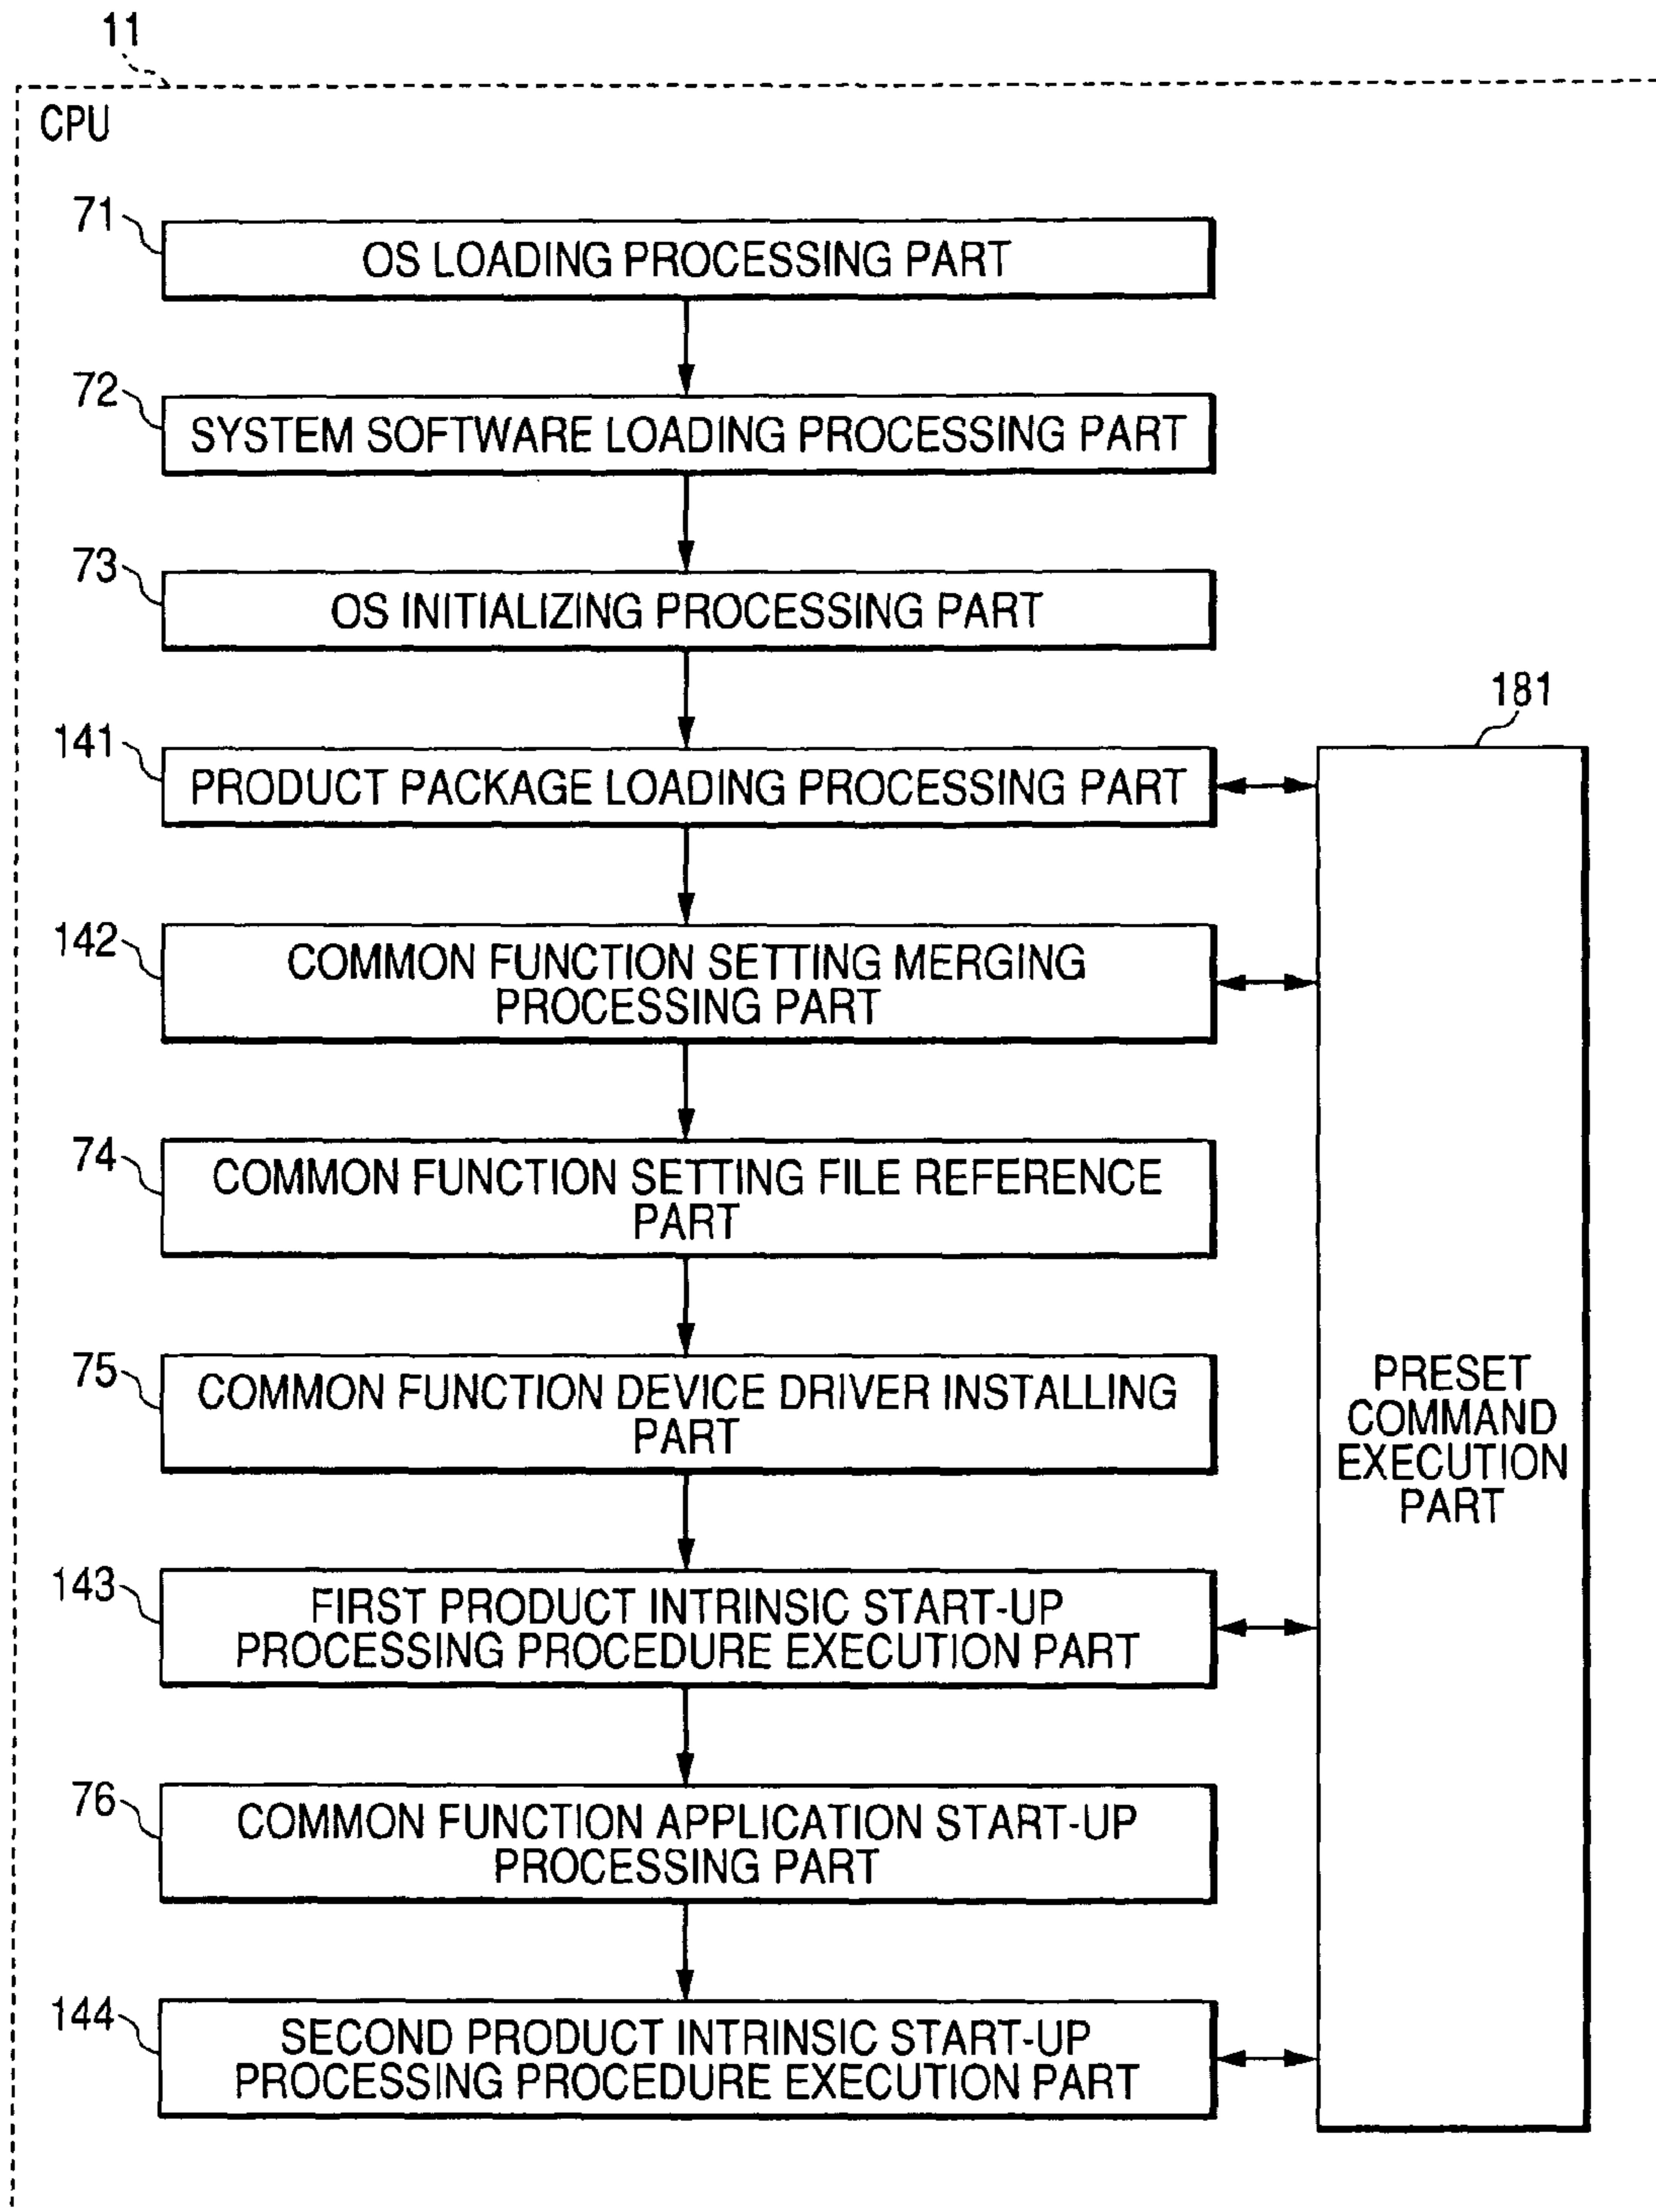 11
CPU
71
OS LOADING PROCESSING PART
72
SYSTEM SOFTWARE LOADING PROCESSING PART
73
OS INITIALIZING PROCESSING PART
181
141
PRODUCT PACKAGE LOADING PROCESSING PART
142
COMMON FUNCTION SETTING MERGING
PROCESSING PART
74
COMMON FUNCTION SETTING FILE REFERENCE
PART
75
COMMON FUNCTION DEVICE DRIVER INSTALLING
PART
PRESET
COMMAND
EXECUTION
PART
143
FIRST PRODUCT INTRINSIC START-UP
PROCESSING PROCEDURE EXECUTION PART
76
COMMON FUNCTION APPLICATION START-UP
PROCESSING PART
144
SECOND PRODUCT INTRINSIC START-UP
PROCESSING PROCEDURE EXECUTION PART